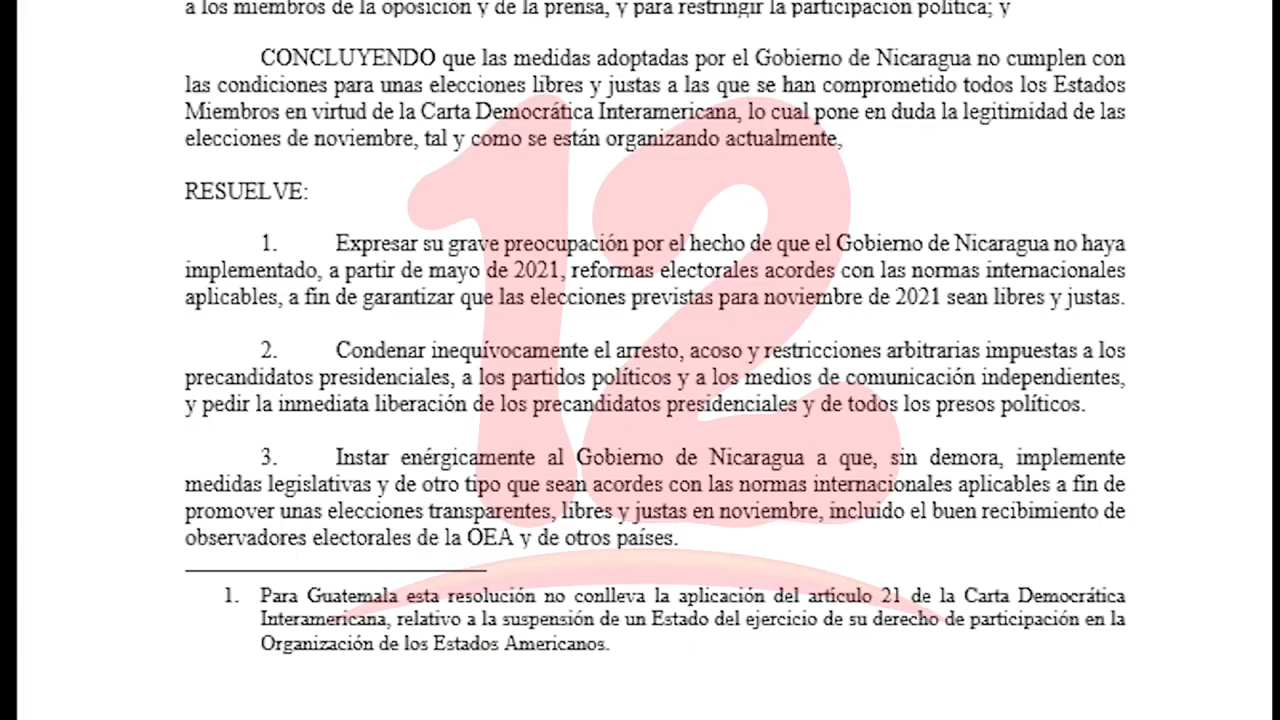 a los miembros de la oposición y de la prensa, y para restringir la participación política; y
CONCLUYENDO que las medidas adoptadas por el Gobierno de Nicaragua no cumplen con
las condiciones para unas elecciones libres y justas a las que se han comprometido todos los Estados
Miembros en virtud de la Carta Democrática Interamericana, lo cual pone en duda la legitimidad de las
elecciones de noviembre, tal y como se están organizando actualmente,
RESUELVE:
1. Expresar su grave preocupación por el hecho de que el Gobierno de Nicaragua no haya
implementado, a partir de mayo de 2021, reformas electorales acordes con las normas internacionales
aplicables, a fin de garantizar que las elecciones previstas para noviembre de 2021 sean libres y justas.
2. Condenar inequívocamente el arresto, acoso y restricciones arbitrarias impuestas a los
precandidatos presidenciales, a los partidos políticos y a los medios de comunicación independientes,
y pedir la inmediata liberación de los precandidatos presidenciales y de todos los presos políticos.
3. Instar enérgicamente al Gobierno de Nicaragua a que, sin demora, implemente
medidas legislativas y de otro tipo que sean acordes con las normas internacionales aplicables a fin de
promover unas elecciones transparentes, libres y justas en noviembre, incluido el buen recibimiento de
observadores electorales de la OEA y de otros países.
1. Para Guatemala esta resolución no conlleva la aplicación del artículo 21 de la Carta Democrática
Interamericana, relativo a la suspensión de un Estado del ejercicio de su derecho de participación en la
Organización de los Estados Americanos.
12